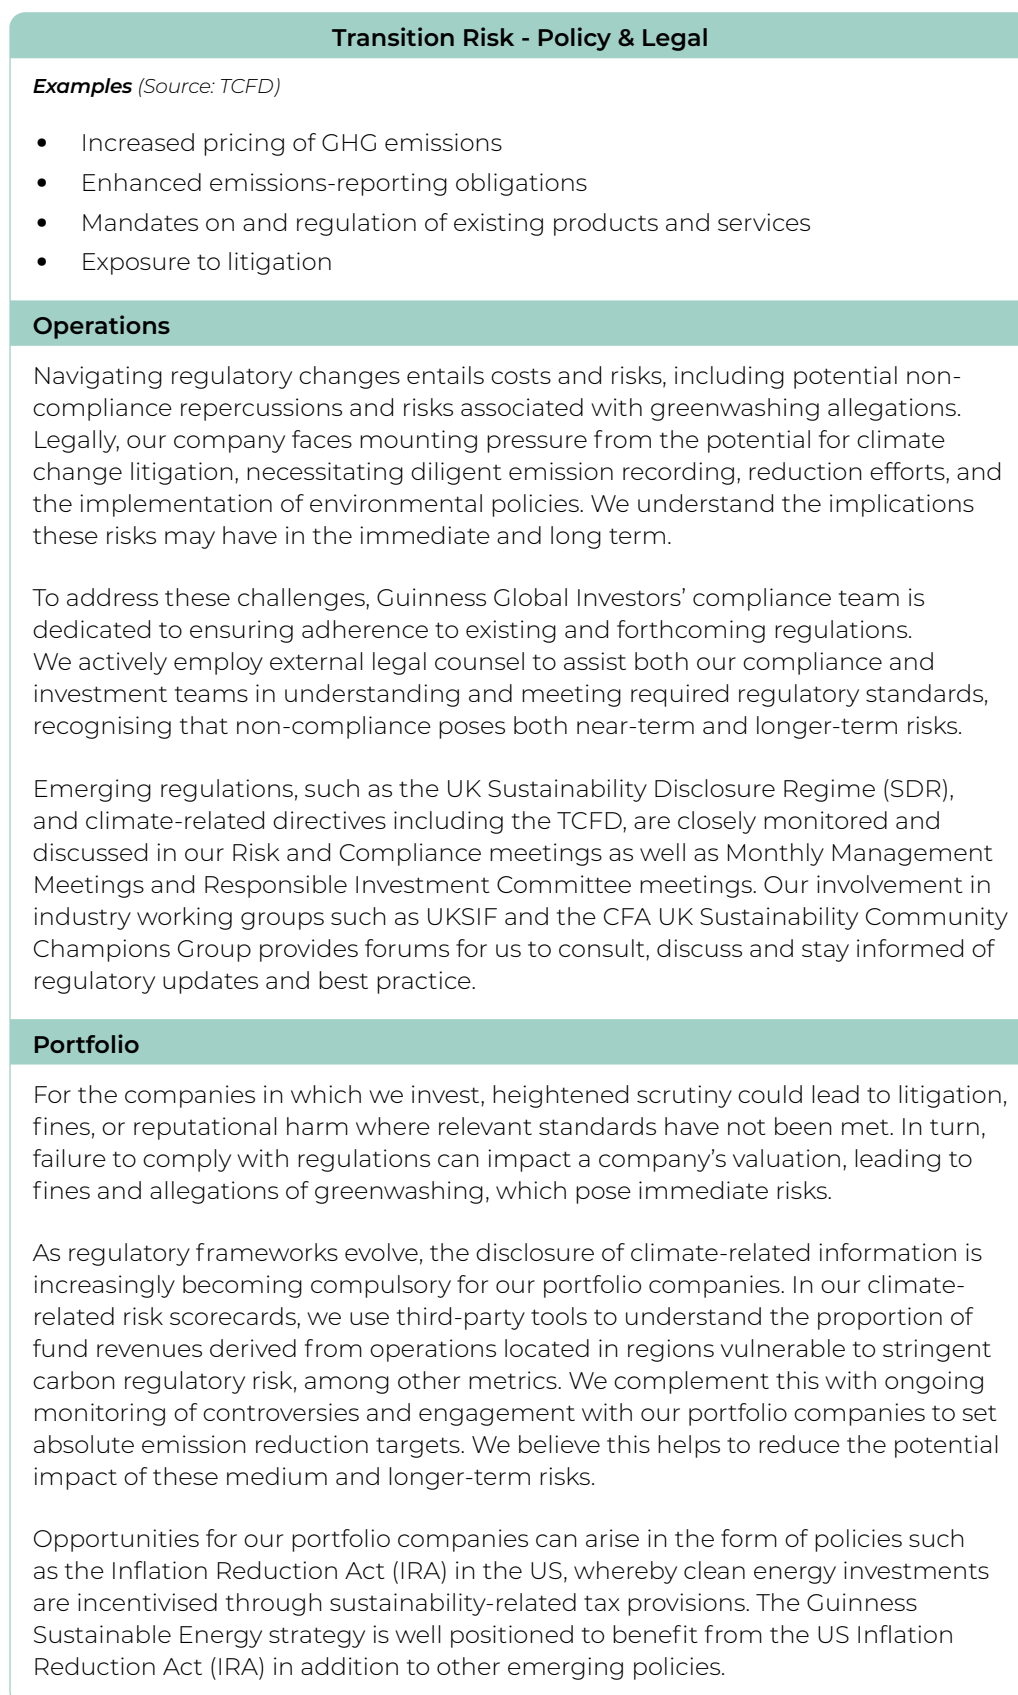 Transition Risk - Policy & Legal
Examples (Source: TCFD)
• Increased pricing of GHG emissions
• Enhanced emissions-reporting obligations
• Mandates on and regulation of existing products and services
• Exposure to litigation
Operations
Navigating regulatory changes entails costs and risks, including potential non-
compliance repercussions and risks associated with greenwashing allegations.
Legally, our company faces mounting pressure from the potential for climate
change litigation, necessitating diligent emission recording, reduction efforts, and
the implementation of environmental policies. We understand the implications
these risks may have in the immediate and long term.
To address these challenges, Guinness Global Investors’ compliance team is
dedicated to ensuring adherence to existing and forthcoming regulations.
We actively employ external legal counsel to assist both our compliance and
investment teams in understanding and meeting required regulatory standards,
recognising that non-compliance poses both near-term and longer-term risks.
Emerging regulations, such as the UK Sustainability Disclosure Regime (SDR),
and climate-related directives including the TCFD, are closely monitored and
discussed in our Risk and Compliance meetings as well as Monthly Management
Meetings and Responsible Investment Committee meetings. Our involvement in
industry working groups such as UKSIF and the CFA UK Sustainability Community
Champions Group provides forums for us to consult, discuss and stay informed of
regulatory updates and best practice.
Portfolio
For the companies in which we invest, heightened scrutiny could lead to litigation,
fines, or reputational harm where relevant standards have not been met. In turn,
failure to comply with regulations can impact a company’s valuation, leading to
fines and allegations of greenwashing, which pose immediate risks.
As regulatory frameworks evolve, the disclosure of climate-related information is
increasingly becoming compulsory for our portfolio companies. In our climate-
related risk scorecards, we use third-party tools to understand the proportion of
fund revenues derived from operations located in regions vulnerable to stringent
carbon regulatory risk, among other metrics. We complement this with ongoing
monitoring of controversies and engagement with our portfolio companies to set
absolute emission reduction targets. We believe this helps to reduce the potential
impact of these medium and longer-term risks.
Opportunities for our portfolio companies can arise in the form of policies such
as the Inflation Reduction Act (IRA) in the US, whereby clean energy investments
are incentivised through sustainability-related tax provisions. The Guinness
Sustainable Energy strategy is well positioned to benefit from the US Inflation
Reduction Act (IRA) in addition to other emerging policies.